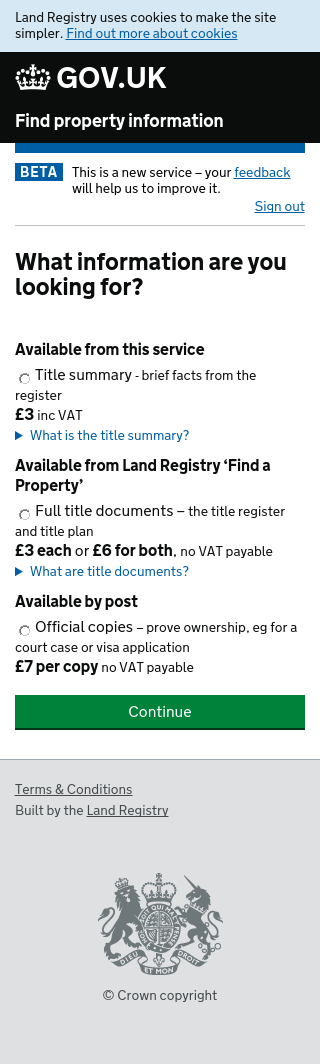 Land Registry uses cookies to make the site
simpler. Find out more about cookies
GOV.UK
Find property information
BETA This is a new service – your feedback
will help us to improve it.
Sign out
What information are you
looking for?
Available from this service
Title summary - brief facts from the
register
£3 inc VAT
What is the title summary?
Available from Land Registry ‘Find a
Property’
Full title documents – the title register
and title plan
£3 each or £6 for both, no VAT payable
What are title documents?
Available by post
Official copies – prove ownership, eg for a
court case or visa application
£7 per copy no VAT payable
Continue
Terms & Conditions
Built by the Land Registry
DIEU ET MON DROIT
© Crown copyright